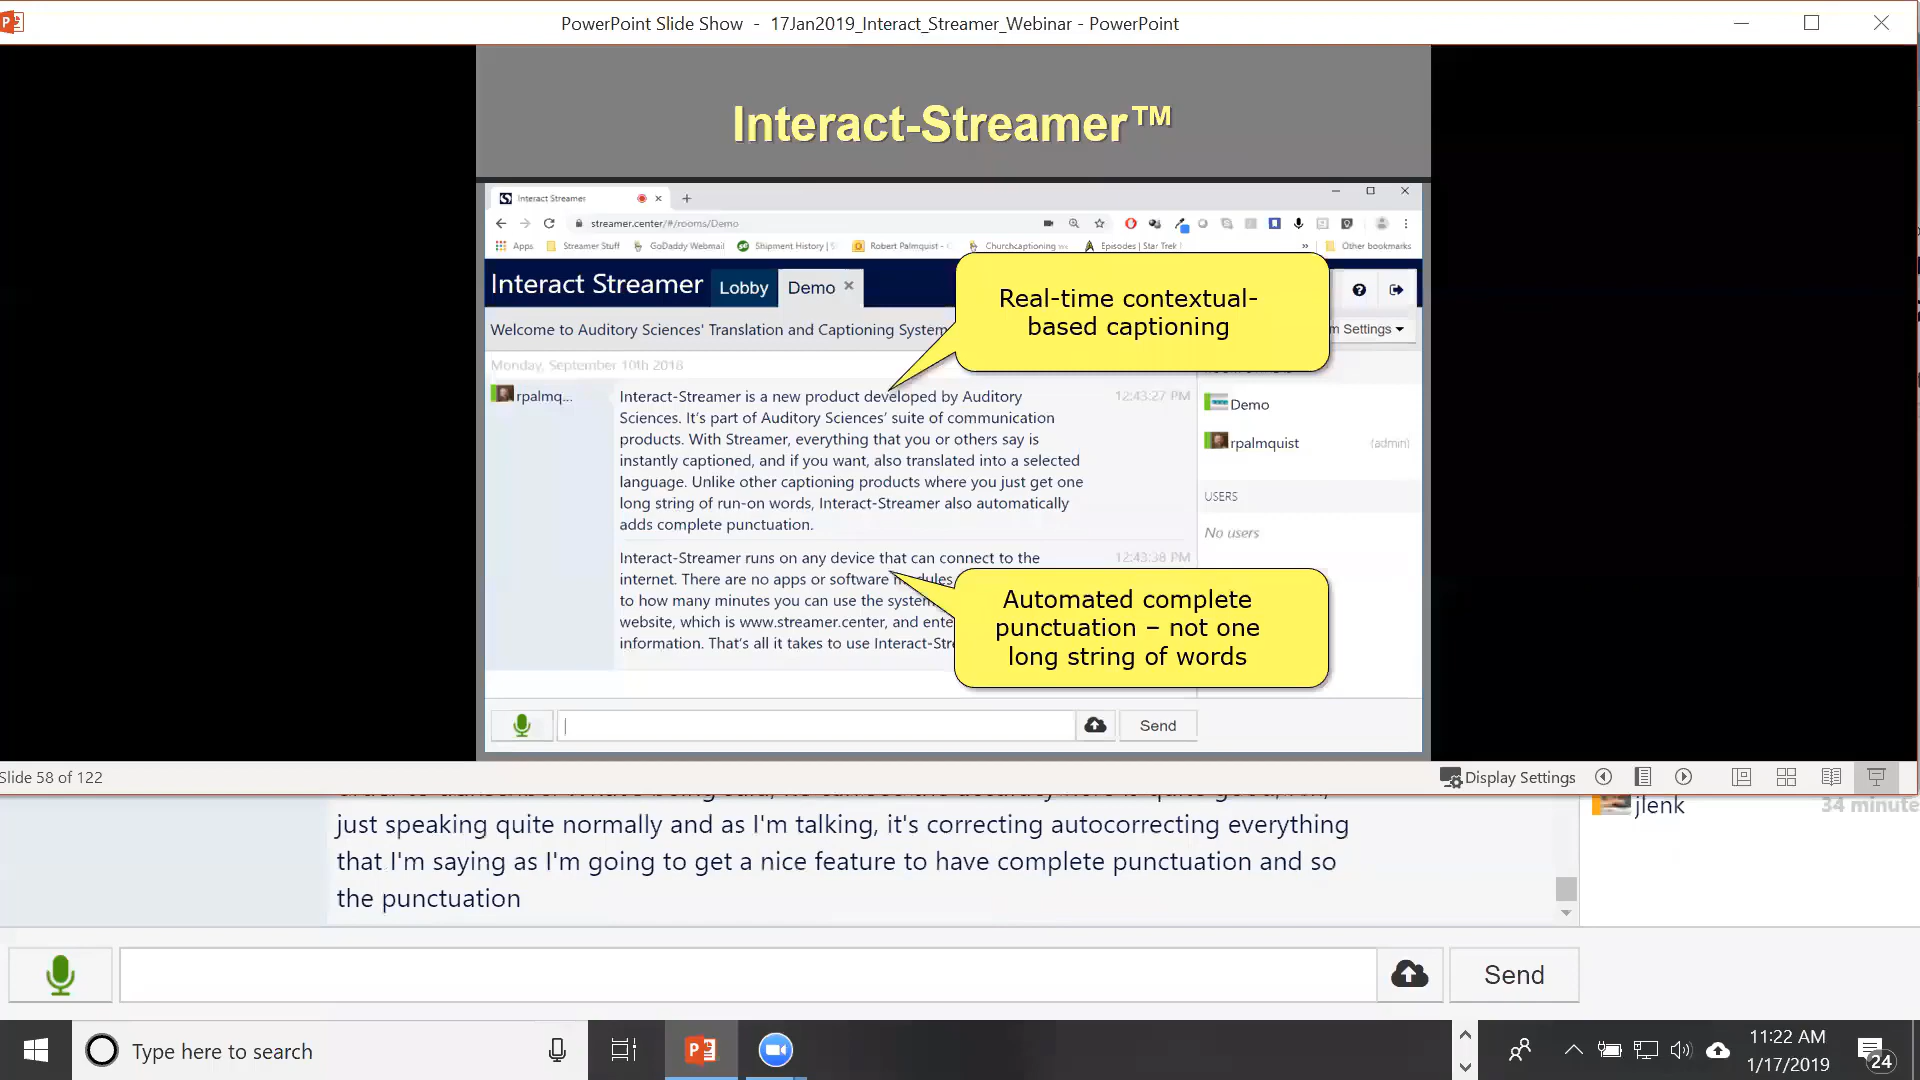 PowerPoint Slide Show - 17Jan2019_Interact_Streamer_Webinar - PowerPoint
Interact-Streamer™
Interact Streamer
streamer.center/#/rooms/Demo
Apps Streamer Stuff GoDaddy Webmail Shipment History | Robert Palmquist - Churchcaptioning Episodes | Star Trek Other bookmarks
Interact Streamer Lobby Demo
Welcome to Auditory Sciences' Translation and Captioning System
Settings
Real-time contextual-
based captioning
Monday, September 10th 2018
rpalmq...
Interact-Streamer is a new product developed by Auditory
Sciences. It's part of Auditory Sciences' suite of communication
products. With Streamer, everything that you or others say is
instantly captioned, and if you want, also translated into a selected
language. Unlike other captioning products where you just get one
long string of run-on words, Interact-Streamer also automatically
adds complete punctuation.
12:43:27 PM
Interact-Streamer runs on any device that can connect to the
internet. There are no apps or software
to how many minutes you can use the system
website, which is www.streamer.center, and
information. That's all it takes to use
12:43:38 PM
Automated complete
punctuation – not one
long string of words
Demo
rpalmquist (admin)
USERS
No users
Send
Slide 58 of 122
Display Settings
just speaking quite normally and as I'm talking, it's correcting autocorrecting everything
that I'm saying as I'm going to get a nice feature to have complete punctuation and so
the punctuation
jlenk 34 minute
Send
Type here to search
11:22 AM
1/17/2019
24